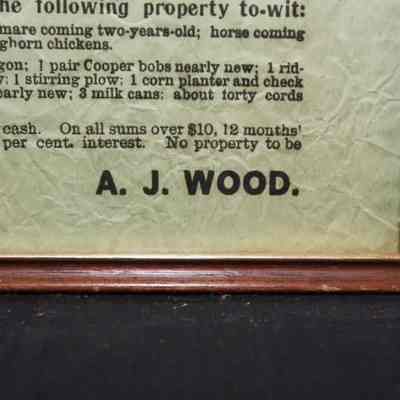 he following property to-wit:
mare coming two-years-old; horse coming
ghorn chickens.
gon; 1 pair Cooper bobs nearly new; 1 rid-
y; 1 stirring plow; 1 corn planter and check
early new; 3 milk cans; about forty cords
cash. On all sums over $10, 12 months'
per cent. interest. No property to be
A. J. WOOD.